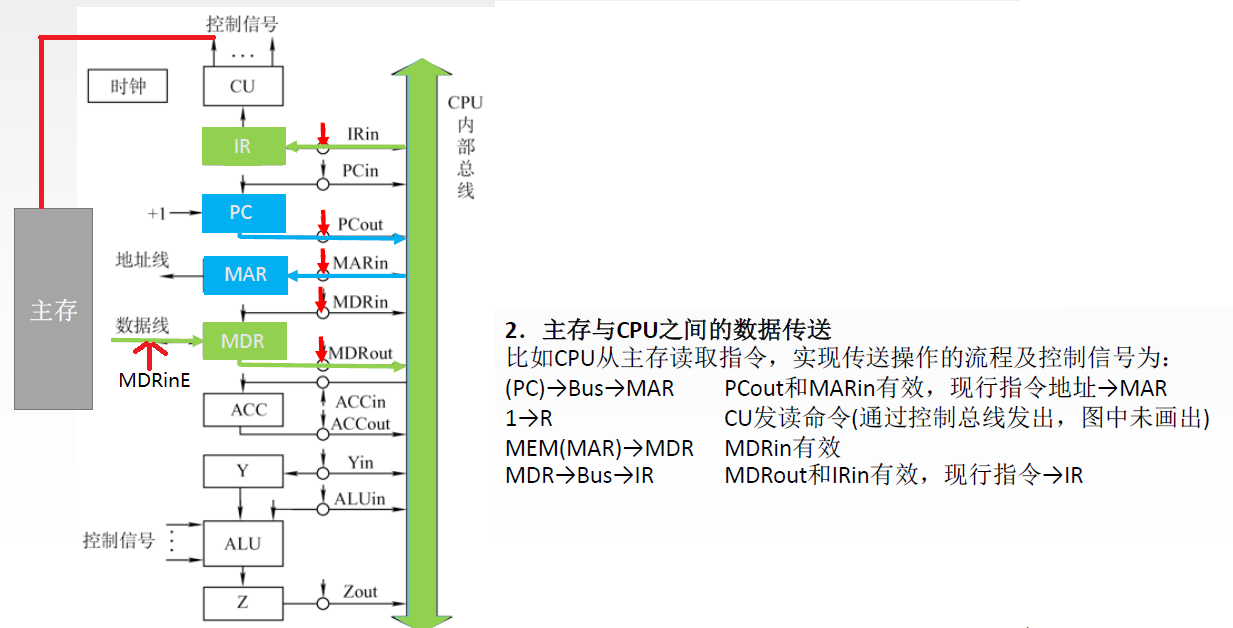 控制信号
...
时钟
CU
CPU
内
部
总
线
IR
IRin
PCin
+1
PC
PCout
地址线
MAR
MARin
MDRin
主存
数据线
MDR
MDRout
MDRinE
ACC
ACCin
ACCout
Y
Yin
ALUin
控制信号
ALU
Z
Zout
2．主存与CPU之间的数据传送
比如CPU从主存读取指令，实现传送操作的流程及控制信号为：
(PC)→Bus→MAR PCout和MARin有效，现行指令地址→MAR
1→R CU发读命令(通过控制总线发出，图中未画出)
MEM(MAR)→MDR MDRin有效
MDR→Bus→IR MDRout和IRin有效，现行指令→IR